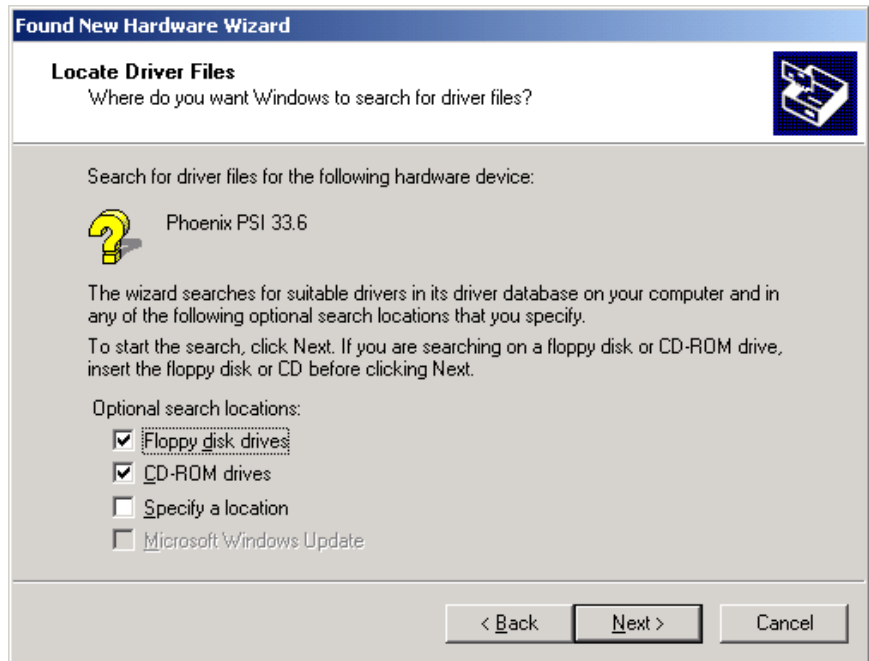 Found New Hardware Wizard
Locate Driver Files
Where do you want Windows to search for driver files?
Search for driver files for the following hardware device:
Phoenix PSI 33.6
The wizard searches for suitable drivers in its driver database on your computer and in
any of the following optional search locations that you specify.
To start the search, click Next. If you are searching on a floppy disk or CD-ROM drive,
insert the floppy disk or CD before clicking Next.
Optional search locations:
Floppy disk drives
CD-ROM drives
Specify a location
Microsoft Windows Update
< Back Next > Cancel